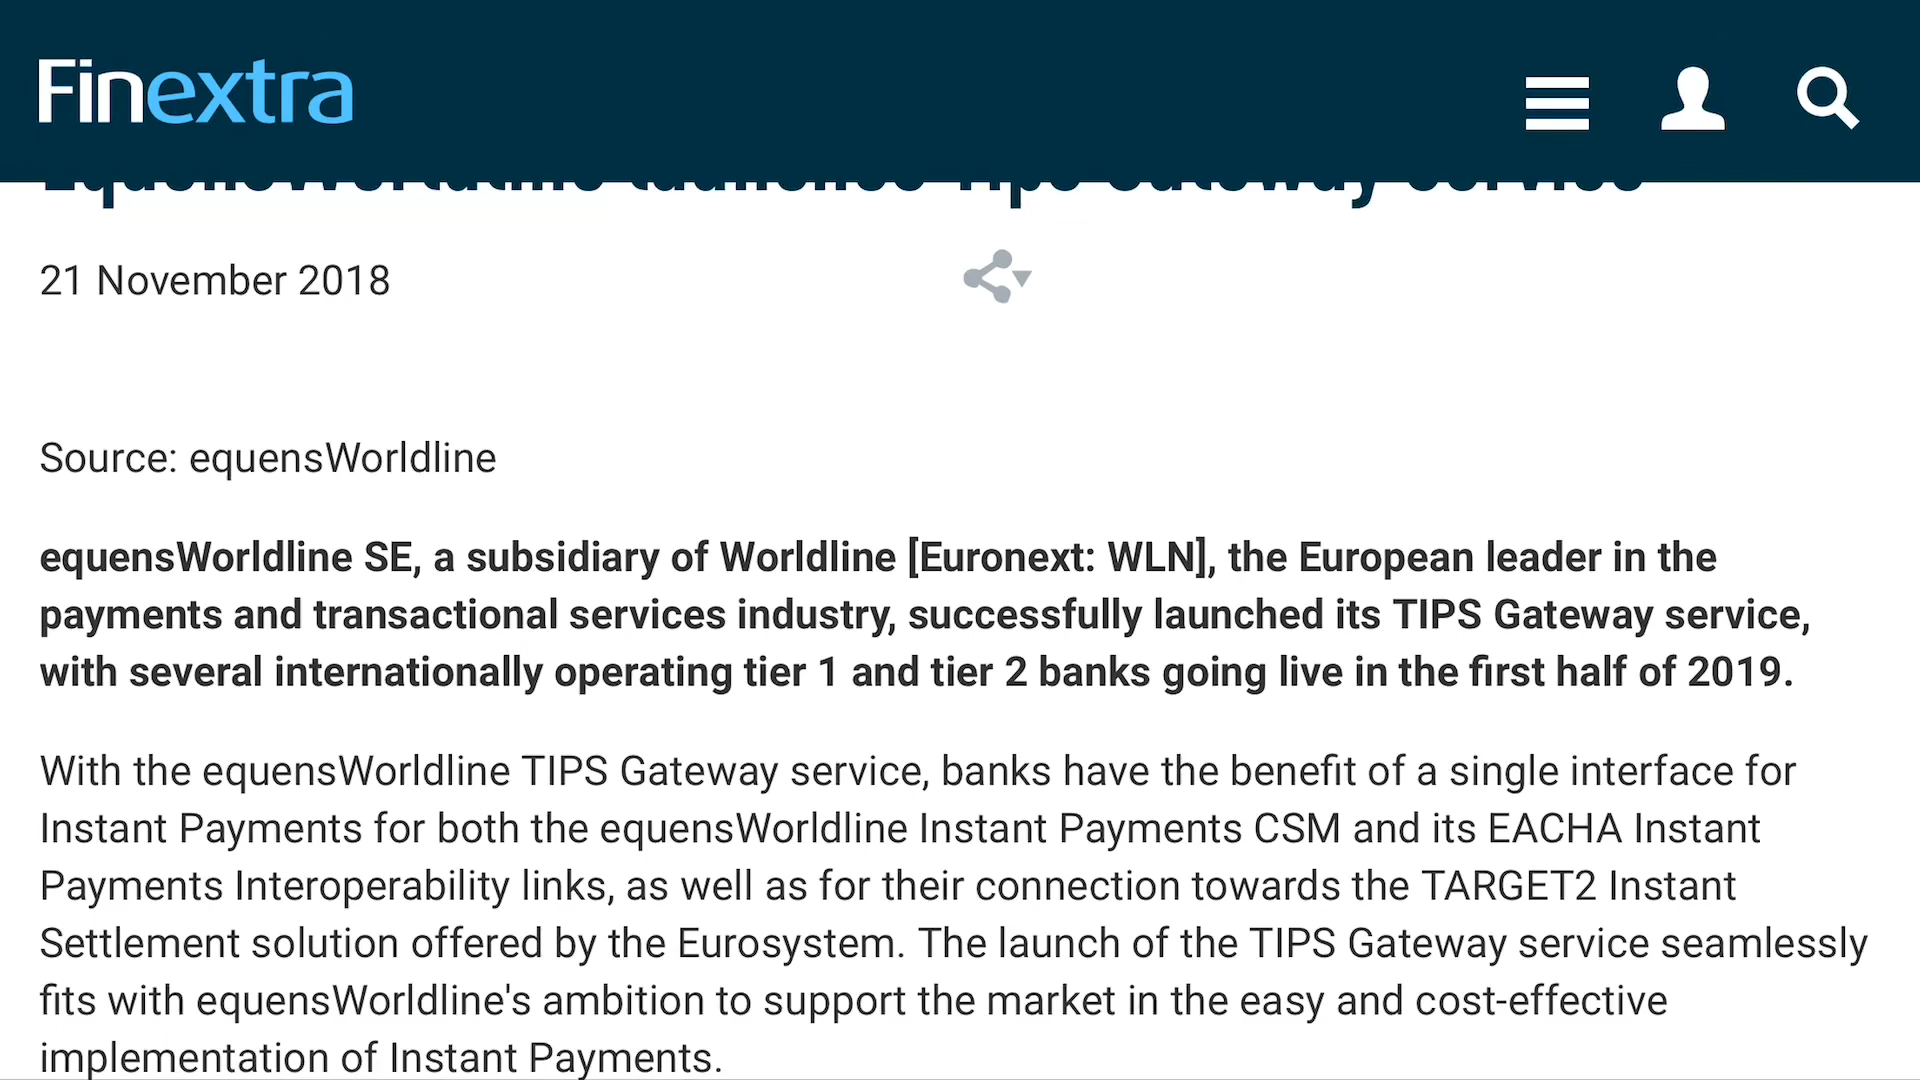 Finextra
21 November 2018
Source: equensWorldline
equensWorldline SE, a subsidiary of Worldline [Euronext: WLN], the European leader in the
payments and transactional services industry, successfully launched its TIPS Gateway service,
with several internationally operating tier 1 and tier 2 banks going live in the first half of 2019.
With the equensWorldline TIPS Gateway service, banks have the benefit of a single interface for
Instant Payments for both the equensWorldline Instant Payments CSM and its EACHA Instant
Payments Interoperability links, as well as for their connection towards the TARGET2 Instant
Settlement solution offered by the Eurosystem. The launch of the TIPS Gateway service seamlessly
fits with equensWorldline's ambition to support the market in the easy and cost-effective
implementation of Instant Payments.